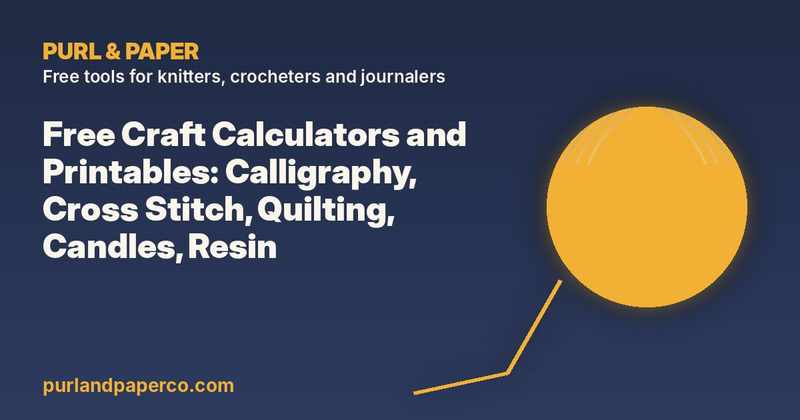 PURL & PAPER
Free tools for knitters, crocheters and journalers
Free Craft Calculators and
Printables: Calligraphy,
Cross Stitch, Quilting,
Candles, Resin
purlandpaperco.com